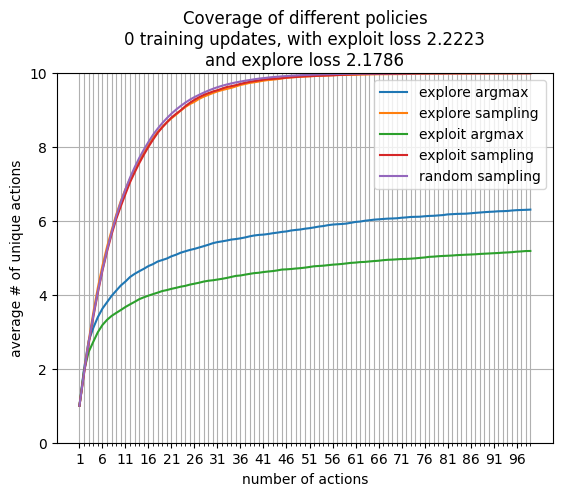 Coverage of different policies
0 training updates, with exploit loss 2.2223
and explore loss 2.1786
average # of unique actions
10
8
6
4
2
0
explore argmax
explore sampling
exploit argmax
exploit sampling
random sampling
1 6 11 16 21 26 31 36 41 46 51 56 61 66 71 76 81 86 91 96
number of actions